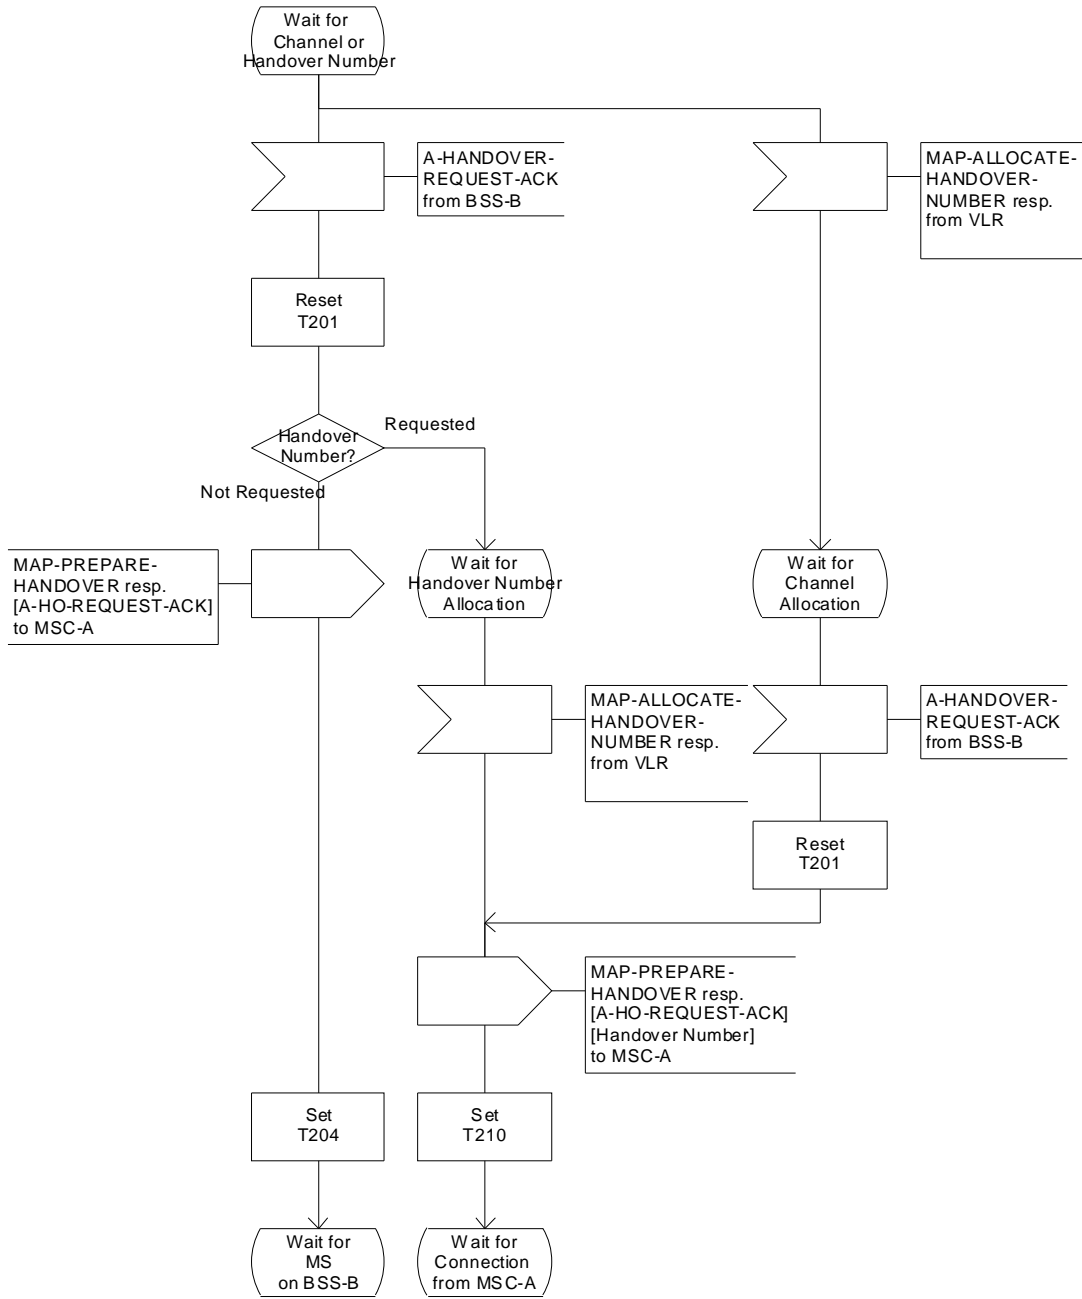 Wait for
Channel or
Handover Number
A-HANDOVER-
REQUEST-ACK
from BSS-B
MAP-ALLOCATE-
HANDOVER-
NUMBER resp.
from VLR
Reset
T201
Handover
Number?
Requested
Not Requested
MAP-PREPARE-
HANDOVER resp.
[A-HO-REQUEST-ACK]
to MSC-A
Wait for
Handover Number
Allocation
Wait for
Channel
Allocation
MAP-ALLOCATE-
HANDOVER-
NUMBER resp.
from VLR
A-HANDOVER-
REQUEST-ACK
from BSS-B
Reset
T201
MAP-PREPARE-
HANDOVER resp.
[A-HO-REQUEST-ACK]
[Handover Number]
to MSC-A
Set
T204
Set
T210
Wait for
MS
on BSS-B
Wait for
Connection
from MSC-A